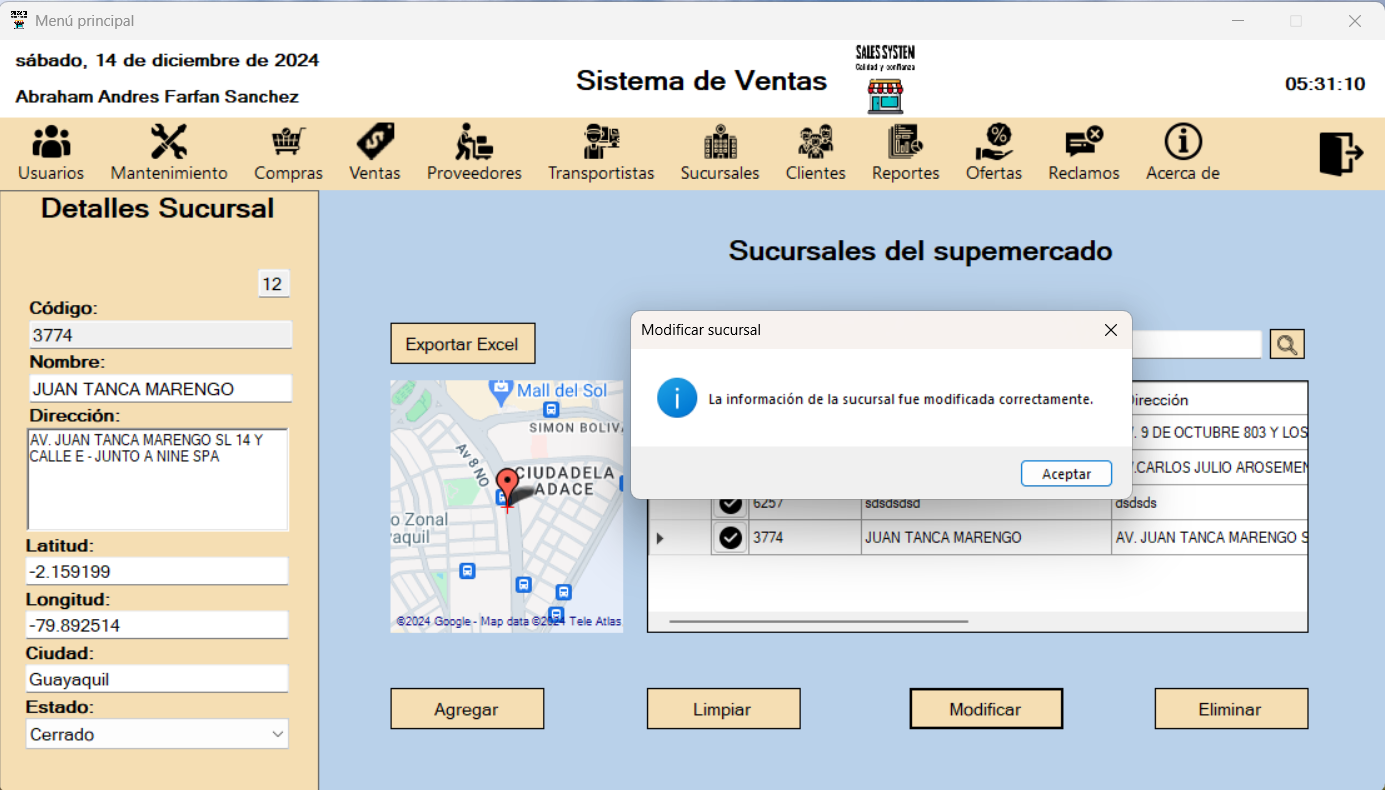 Menú principal
sábado, 14 de diciembre de 2024
Abraham Andres Farfan Sanchez
Sistema de Ventas
SALES SYSTEN
Calidad y confianza
05:31:10
Usuarios
Mantenimiento
Compras
Ventas
Proveedores
Transportistas
Sucursales
Clientes
Reportes
Ofertas
Reclamos
Acerca de
Detalles Sucursal
12
Código:
3774
Nombre:
JUAN TANCA MARENGO
Dirección:
AV. JUAN TANCA MARENGO SL 14 Y
CALLE E - JUNTO A NINE SPA
Latitud:
-2.159199
Longitud:
-79.892514
Ciudad:
Guayaquil
Estado:
Cerrado
Sucursales del supemercado
Exportar Excel
Mall del Sol
SIMON BOLIVA
Av 8 NO
CIUDADELA
ADACE
o Zonal
aquil
©2024 Google - Map data ©2024 Tele Atlas
Modificar sucursal
La información de la sucursal fue modificada correctamente.
Aceptar
Dirección
. 9 DE OCTUBRE 803 Y LOS
.CARLOS JULIO AROSEMEN
6257 sdsdsdsd dsdsds
3774 JUAN TANCA MARENGO AV. JUAN TANCA MARENGO S
Agregar
Limpiar
Modificar
Eliminar